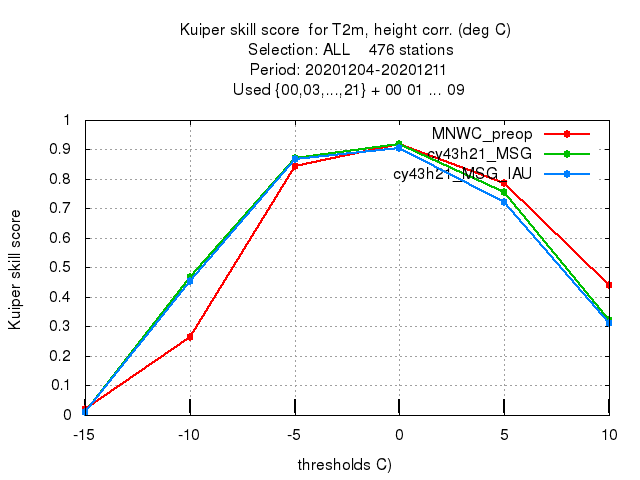 Kuiper skill score  for T2m, height corr. (deg C)
Selection: ALL    476 stations
Period: 20201204-20201211
Used {00,03,...,21} + 00 01 ... 09
MNWC_preop
cy43h21_MSG
cy43h21_MSG_IAU
Kuiper skill score
1
0.9
0.8
0.7
0.6
0.5
0.4
0.3
0.2
0.1
0
-15 -10 -5 0 5 10
thresholds C)